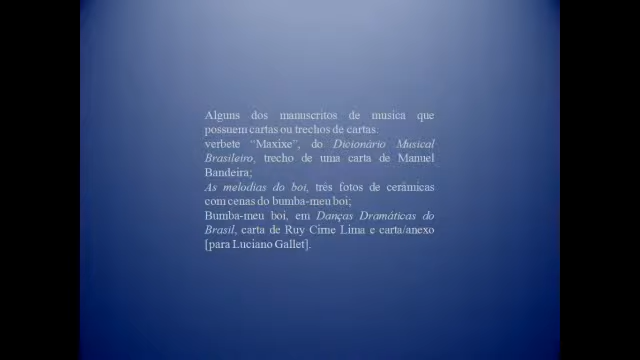 Alguns dos manuscritos de musica que
possuem cartas ou trechos de cartas:
verbete “Maxixe”, do Dicionário Musical
Brasileiro, trecho de uma carta de Manuel
Bandeira;
As melodias do boi, três fotos de cerâmicas
com cenas do bumba-meu boi;
Bumba-meu boi, em Danças Dramáticas do
Brasil, carta de Ruy Cirne Lima e carta/anexo
[para Luciano Gallet].